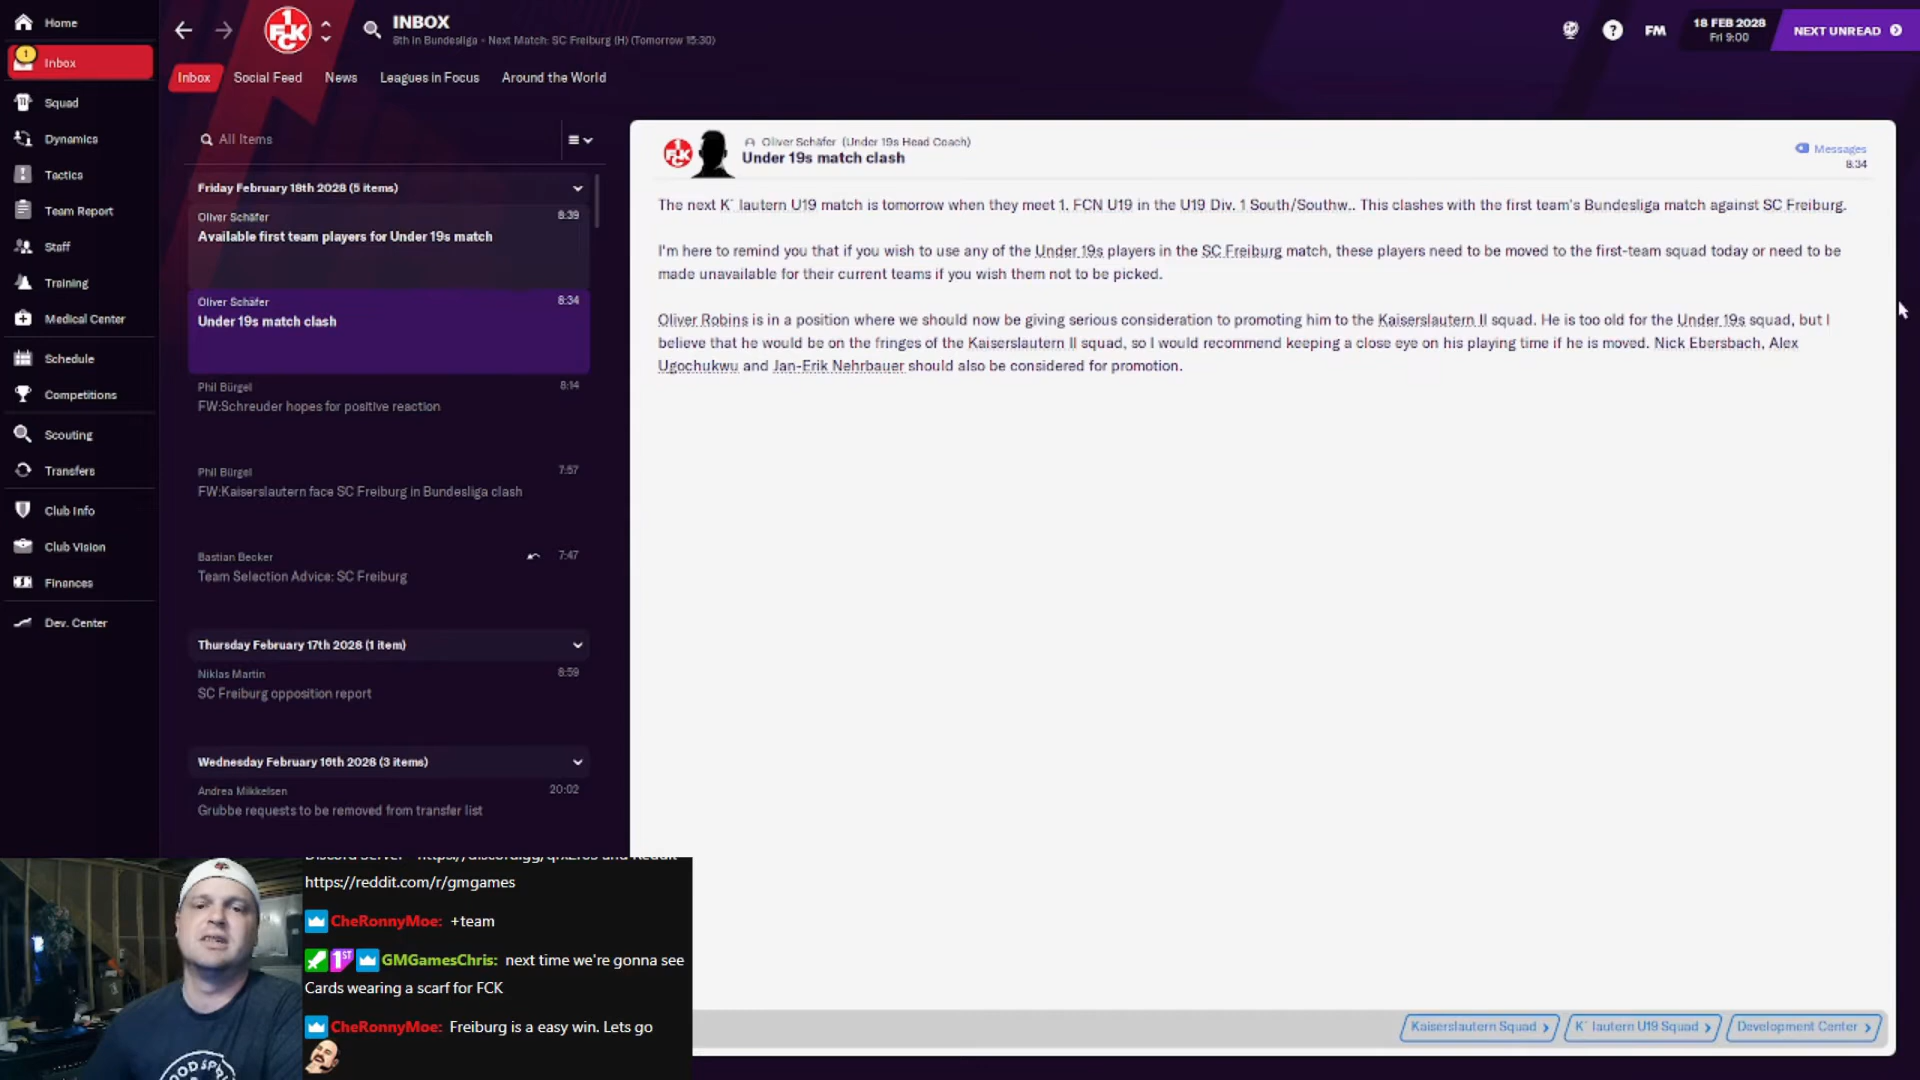 Home
Inbox
1
Squad
Dynamics
Tactics
Team Report
Staff
Training
Medical Center
Schedule
Competitions
Scouting
Transfers
Club Info
Club Vision
Finances
Dev. Center
INBOX
8th in Bundesliga - Next Match: SC Freiburg (H) (Tomorrow 15:30)
FM
18 FEB 2028
Fri 9:00
NEXT UNREAD
Inbox
Social Feed
News
Leagues in Focus
Around the World
All Items
Friday February 18th 2028 (5 items)
Oliver Schäfer 8:39
Available first team players for Under 19s match
Oliver Schäfer 8:34
Under 19s match clash
Phil Bürgel 8:14
FW:Schreuder hopes for positive reaction
Phil Bürgel 7:57
FW:Kaiserslautern face SC Freiburg in Bundesliga clash
Bastian Becker 7:47
Team Selection Advice: SC Freiburg
Thursday February 17th 2028 (1 item)
Niklas Martin 8:59
SC Freiburg opposition report
Wednesday February 16th 2028 (3 items)
Andrea Mikkelsen 20:02
Grubbe requests to be removed from transfer list
Oliver Schäfer (Under 19s Head Coach)
Under 19s match clash
Messages
8:34
The next K´ lautern U19 match is tomorrow when they meet 1. FCN U19 in the U19 Div. 1 South/Southw.. This clashes with the first team's Bundesliga match against SC Freiburg.
I'm here to remind you that if you wish to use any of the Under 19s players in the SC Freiburg match, these players need to be moved to the first-team squad today or need to be
made unavailable for their current teams if you wish them not to be picked.
Oliver Robins is in a position where we should now be giving serious consideration to promoting him to the Kaiserslautern II squad. He is too old for the Under 19s squad, but I
believe that he would be on the fringes of the Kaiserslautern II squad, so I would recommend keeping a close eye on his playing time if he is moved. Nick Ebersbach, Alex
Ugochukwu and Jan-Erik Nehrbauer should also be considered for promotion.
Kaiserslautern Squad
K´ lautern U19 Squad
Development Center
https://reddit.com/r/gmgames
CheRonnyMoe: +team
1ST GMGamesChris: next time we're gonna see
Cards wearing a scarf for FCK
CheRonnyMoe: Freiburg is a easy win. Lets go